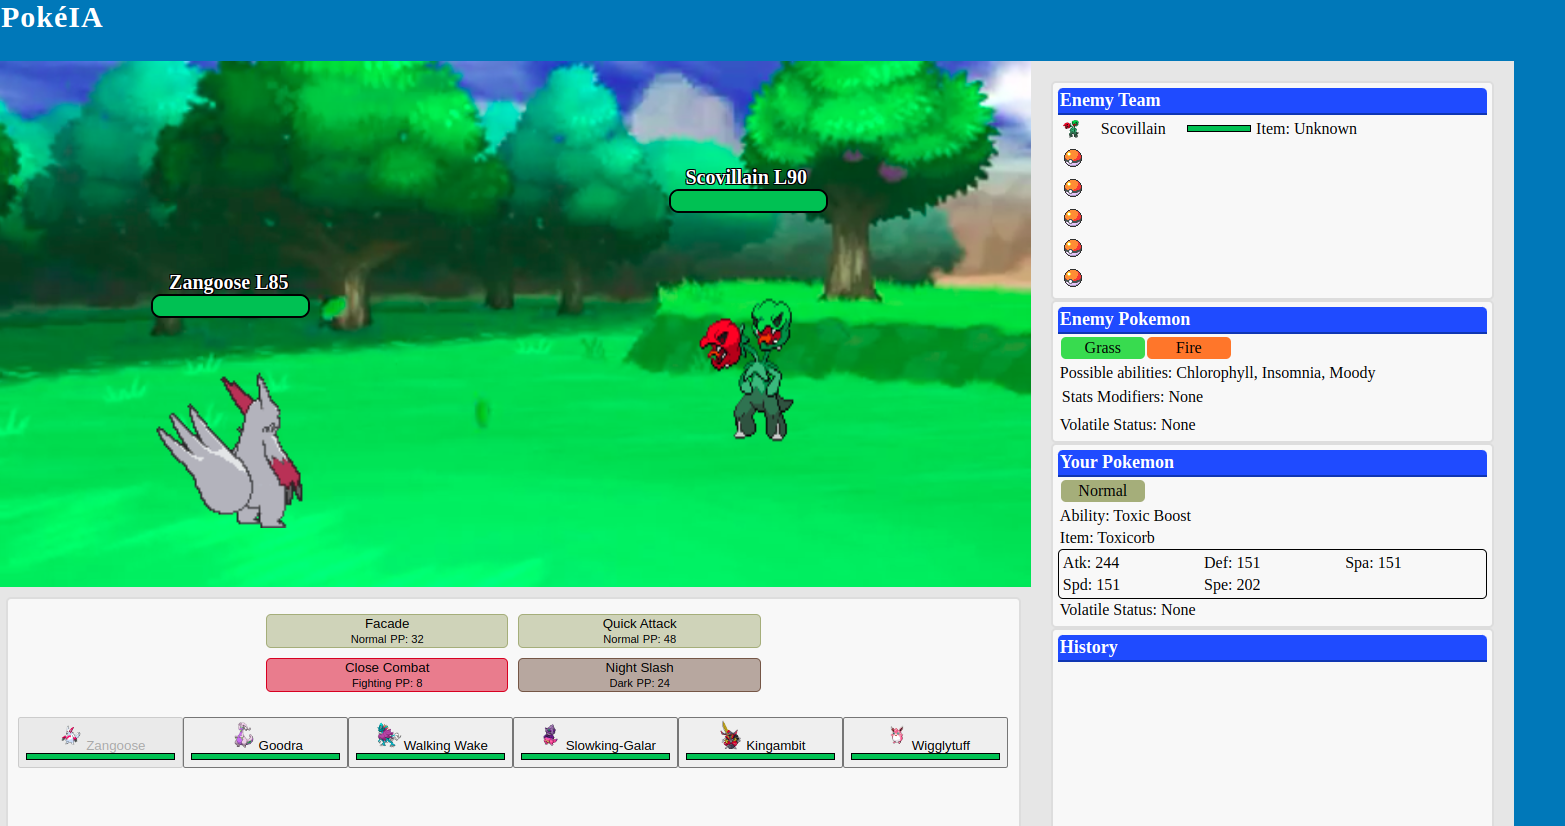 PokéIA
Scovillain L90
Zangoose L85
Facade
Normal PP: 32
Quick Attack
Normal PP: 48
Close Combat
Fighting PP: 8
Night Slash
Dark PP: 24
Zangoose
Goodra
Walking Wake
Slowking-Galar
Kingambit
Wigglytuff
Enemy Team
Scovillain Item: Unknown
Enemy Pokemon
Grass Fire
Possible abilities: Chlorophyll, Insomnia, Moody
Stats Modifiers: None
Volatile Status: None
Your Pokemon
Normal
Ability: Toxic Boost
Item: Toxicorb
Atk: 244 Def: 151 Spa: 151
Spd: 151 Spe: 202
Volatile Status: None
History